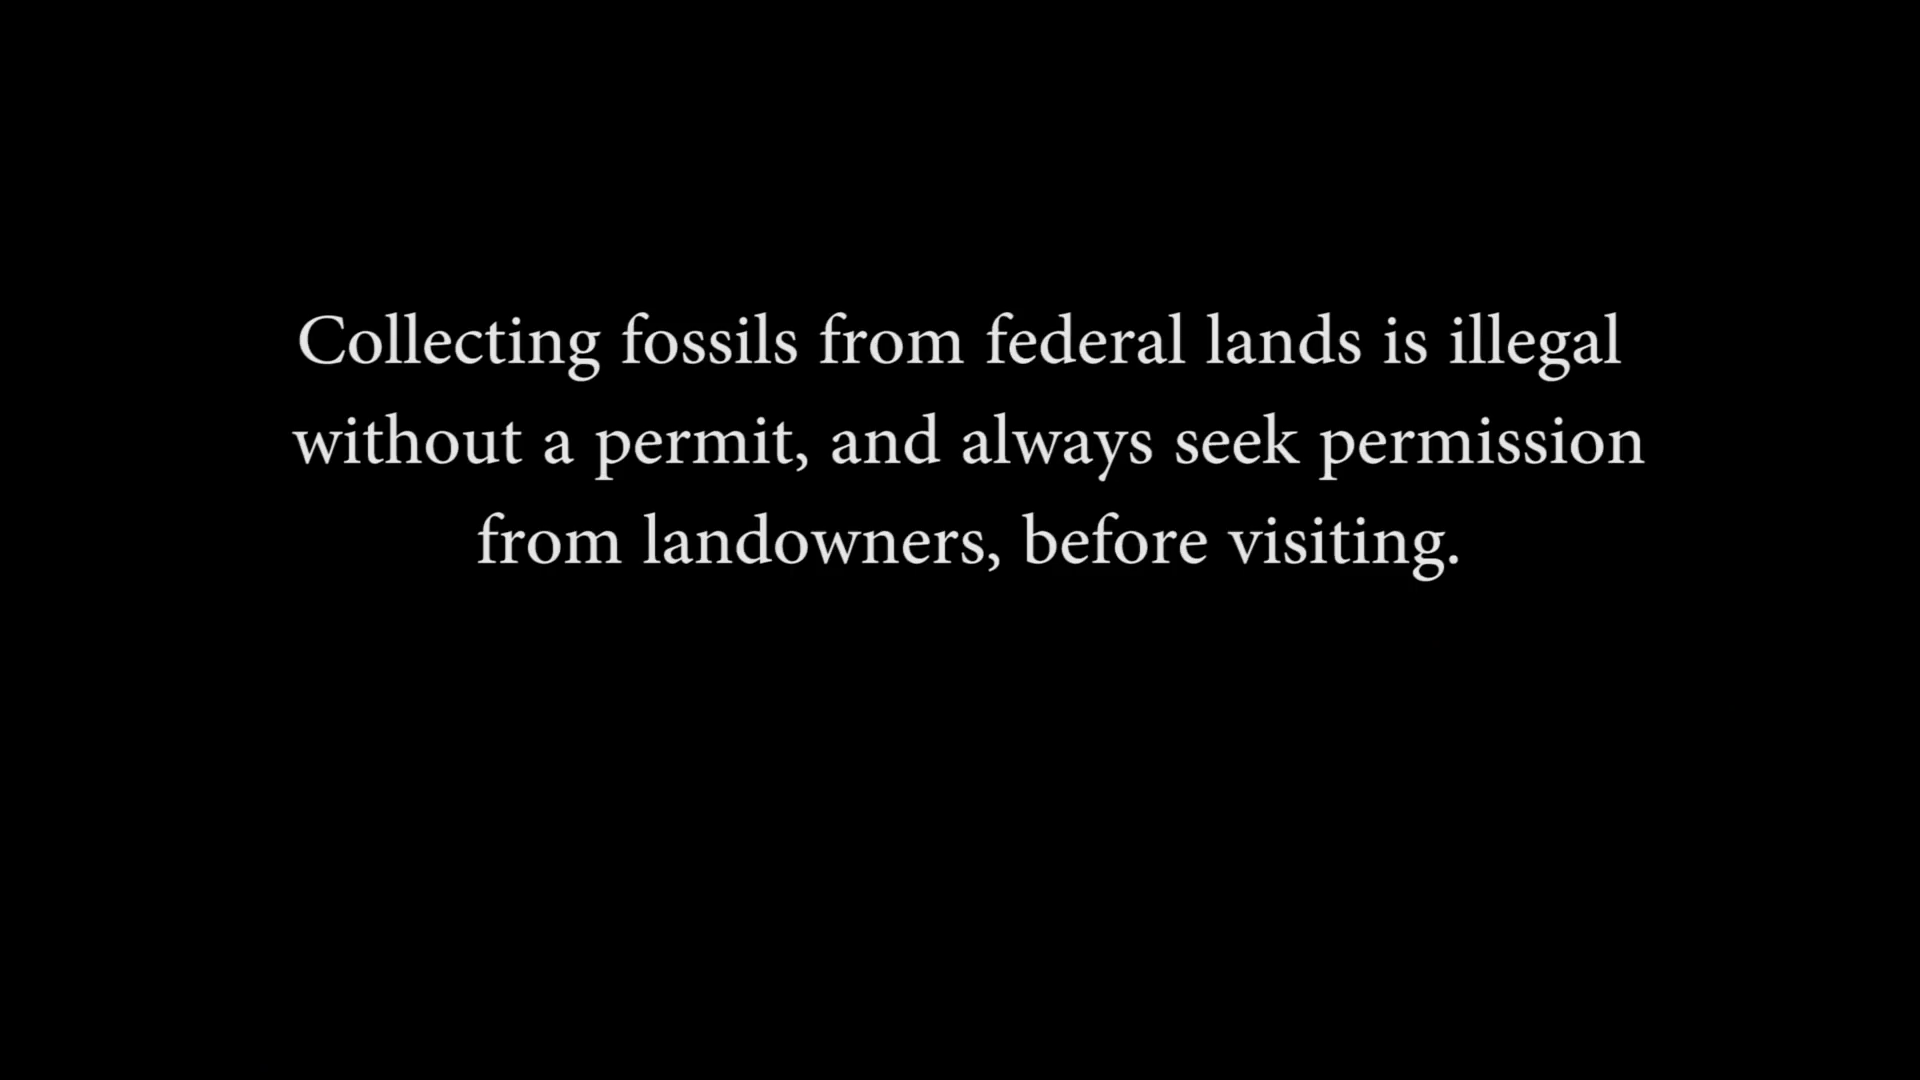 Collecting fossils from federal lands is illegal
without a permit, and always seek permission
from landowners, before visiting.